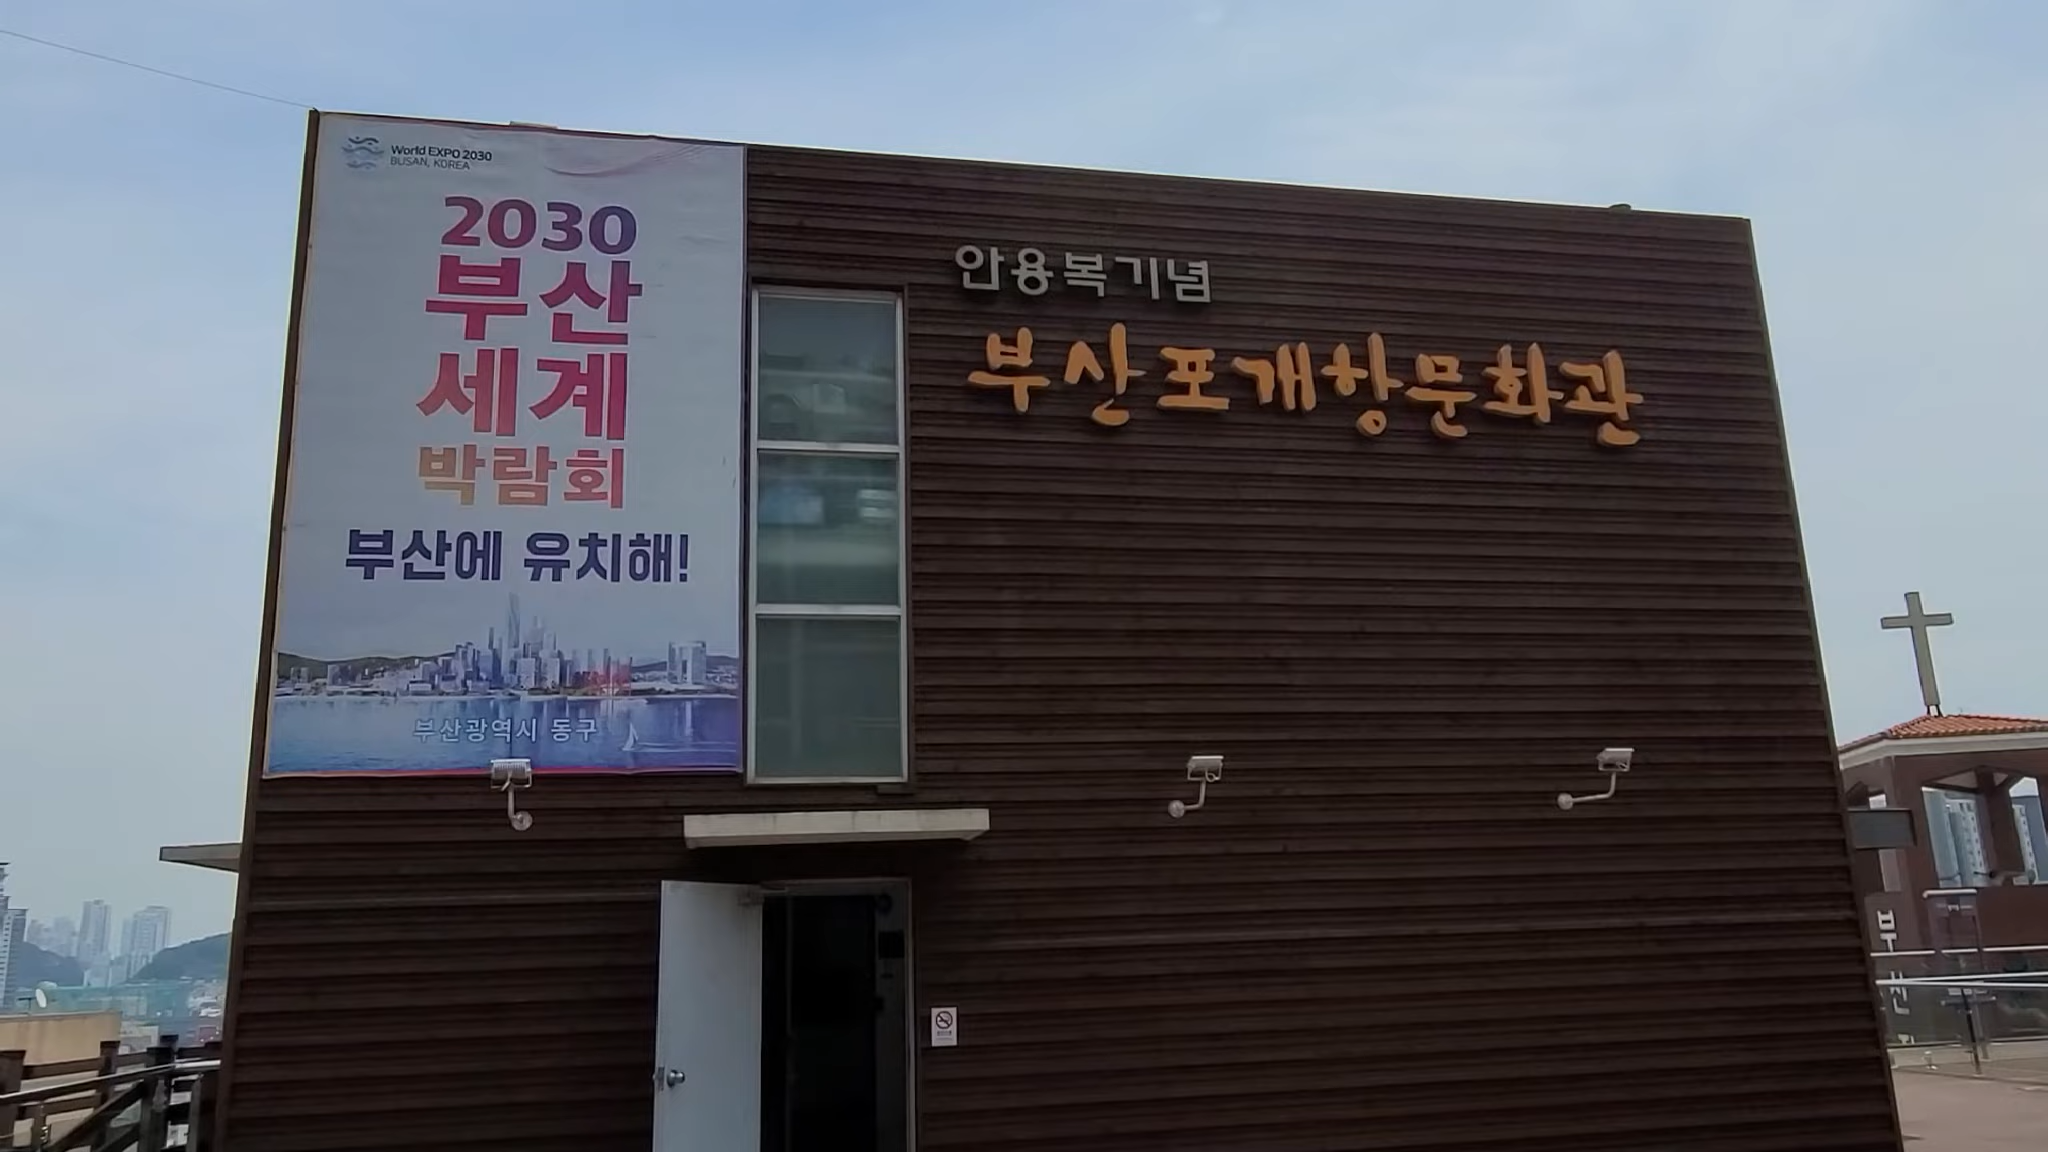 World EXPO 2030
BUSAN, KOREA
2030
부산
세계
박람회
부산에 유치해!
부산광역시 동구
안용복기념
부산포개항문화관